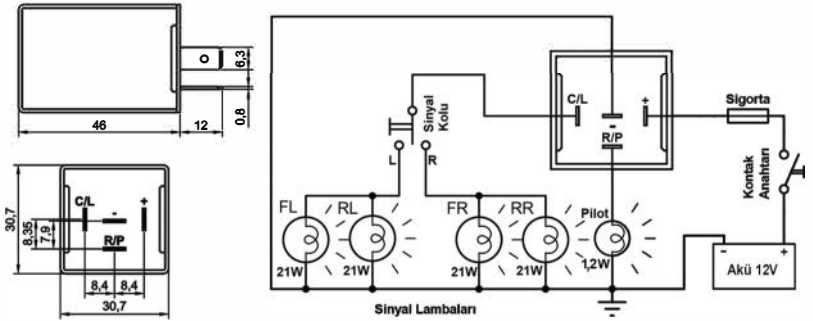 6,3
0,8
46
12
C/L
-
+
R/P
30,7
8,35
7,9
8,4
8,4
30,7
C/L
-
+
R/P
Sinyal
Kolu
L
R
Sigorta
Kontak
Anahtarı
FL
RL
FR
RR
Pilot
21W
21W
21W
21W
1,2W
-
+
Akü 12V
Sinyal Lambaları